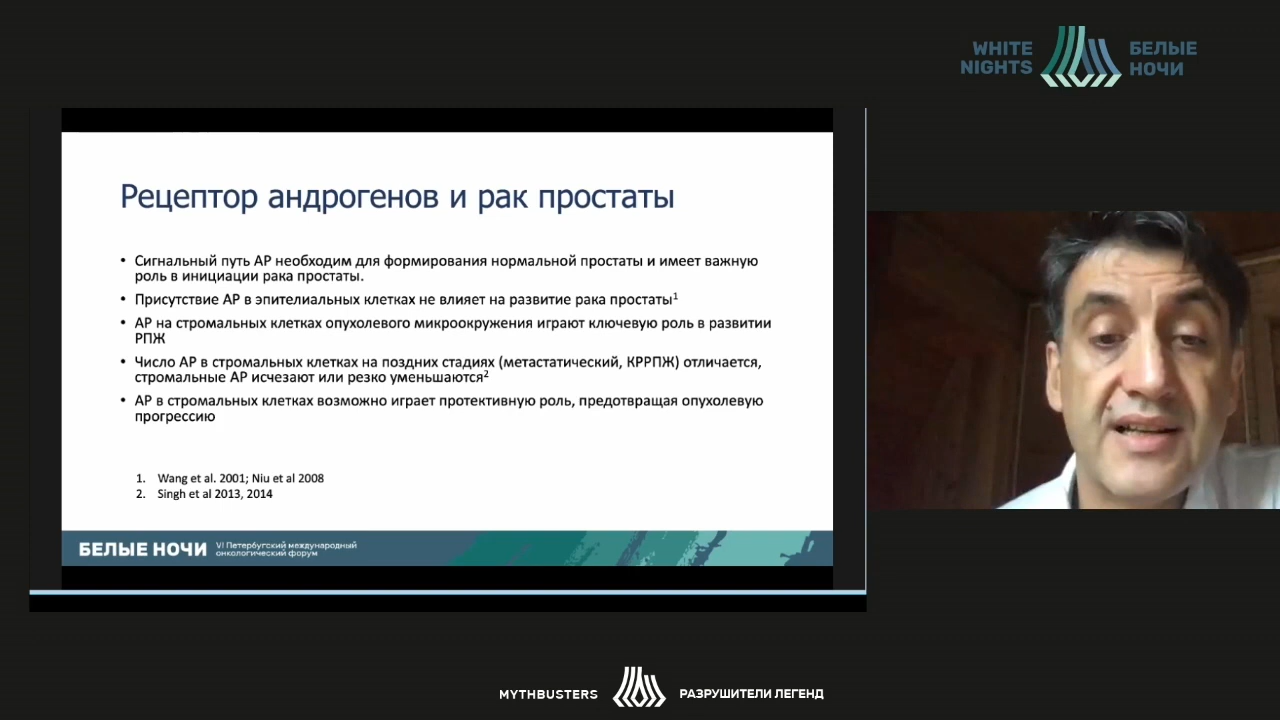 WHITE
NIGHTS
БЕЛЫЕ
НОЧИ
Рецептор андрогенов и рак простаты
• Сигнальный путь АР необходим для формирования нормальной простаты и имеет важную
роль в инициации рака простаты.
• Присутствие АР в эпителиальных клетках не влияет на развитие рака простаты1
• АР на стромальных клетках опухолевого микроокружения играют ключевую роль в развитии
РПЖ
• Число АР в стромальных клетках на поздних стадиях (метастатический, КРРПЖ) отличается,
стромальные АР исчезают или резко уменьшаются2
• АР в стромальных клетках возможно играет протективную роль, предотвращая опухолевую
прогрессию
1. Wang et al. 2001; Niu et al 2008
2. Singh et al 2013, 2014
БЕЛЫЕ НОЧИ
VI Петербургский международный
онкологический форум
MYTHBUSTERS
РАЗРУШИТЕЛИ ЛЕГЕНД